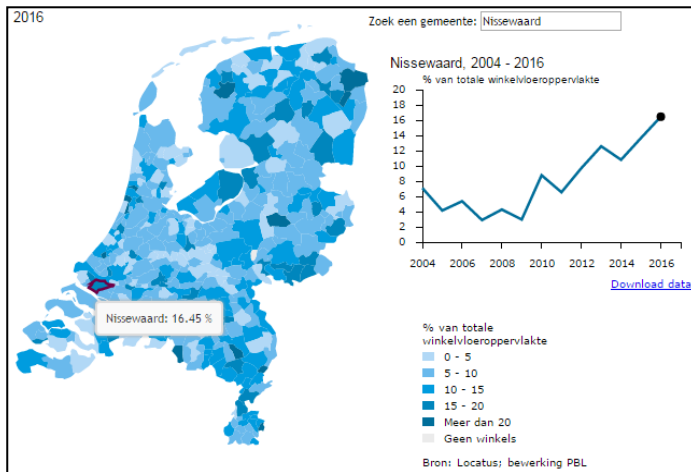 2016
Zoek een gemeente: Nissewaard
Nissewaard, 2004 - 2016
% van totale winkelvloeroppervlakte
20
18
16
14
12
10
8
6
4
2
0
2004 2006 2008 2010 2012 2014 2016
Download data
Nissewaard: 16.45 %
% van totale
winkelvloeroppervlakte
0 - 5
5 - 10
10 - 15
15 - 20
Meer dan 20
Geen winkels
Bron: Locatus; bewerking PBL